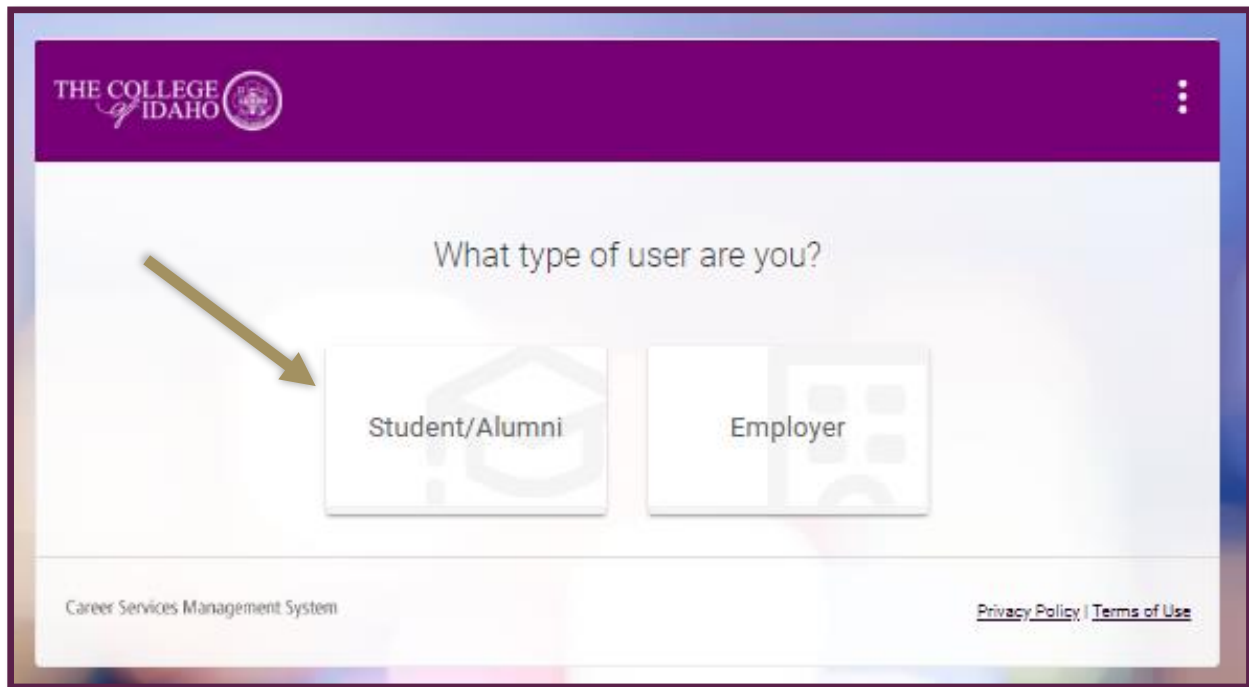 THE COLLEGE
of IDAHO
What type of user are you?
Student/Alumni
Employer
Career Services Management System
Privacy Policy | Terms of Use